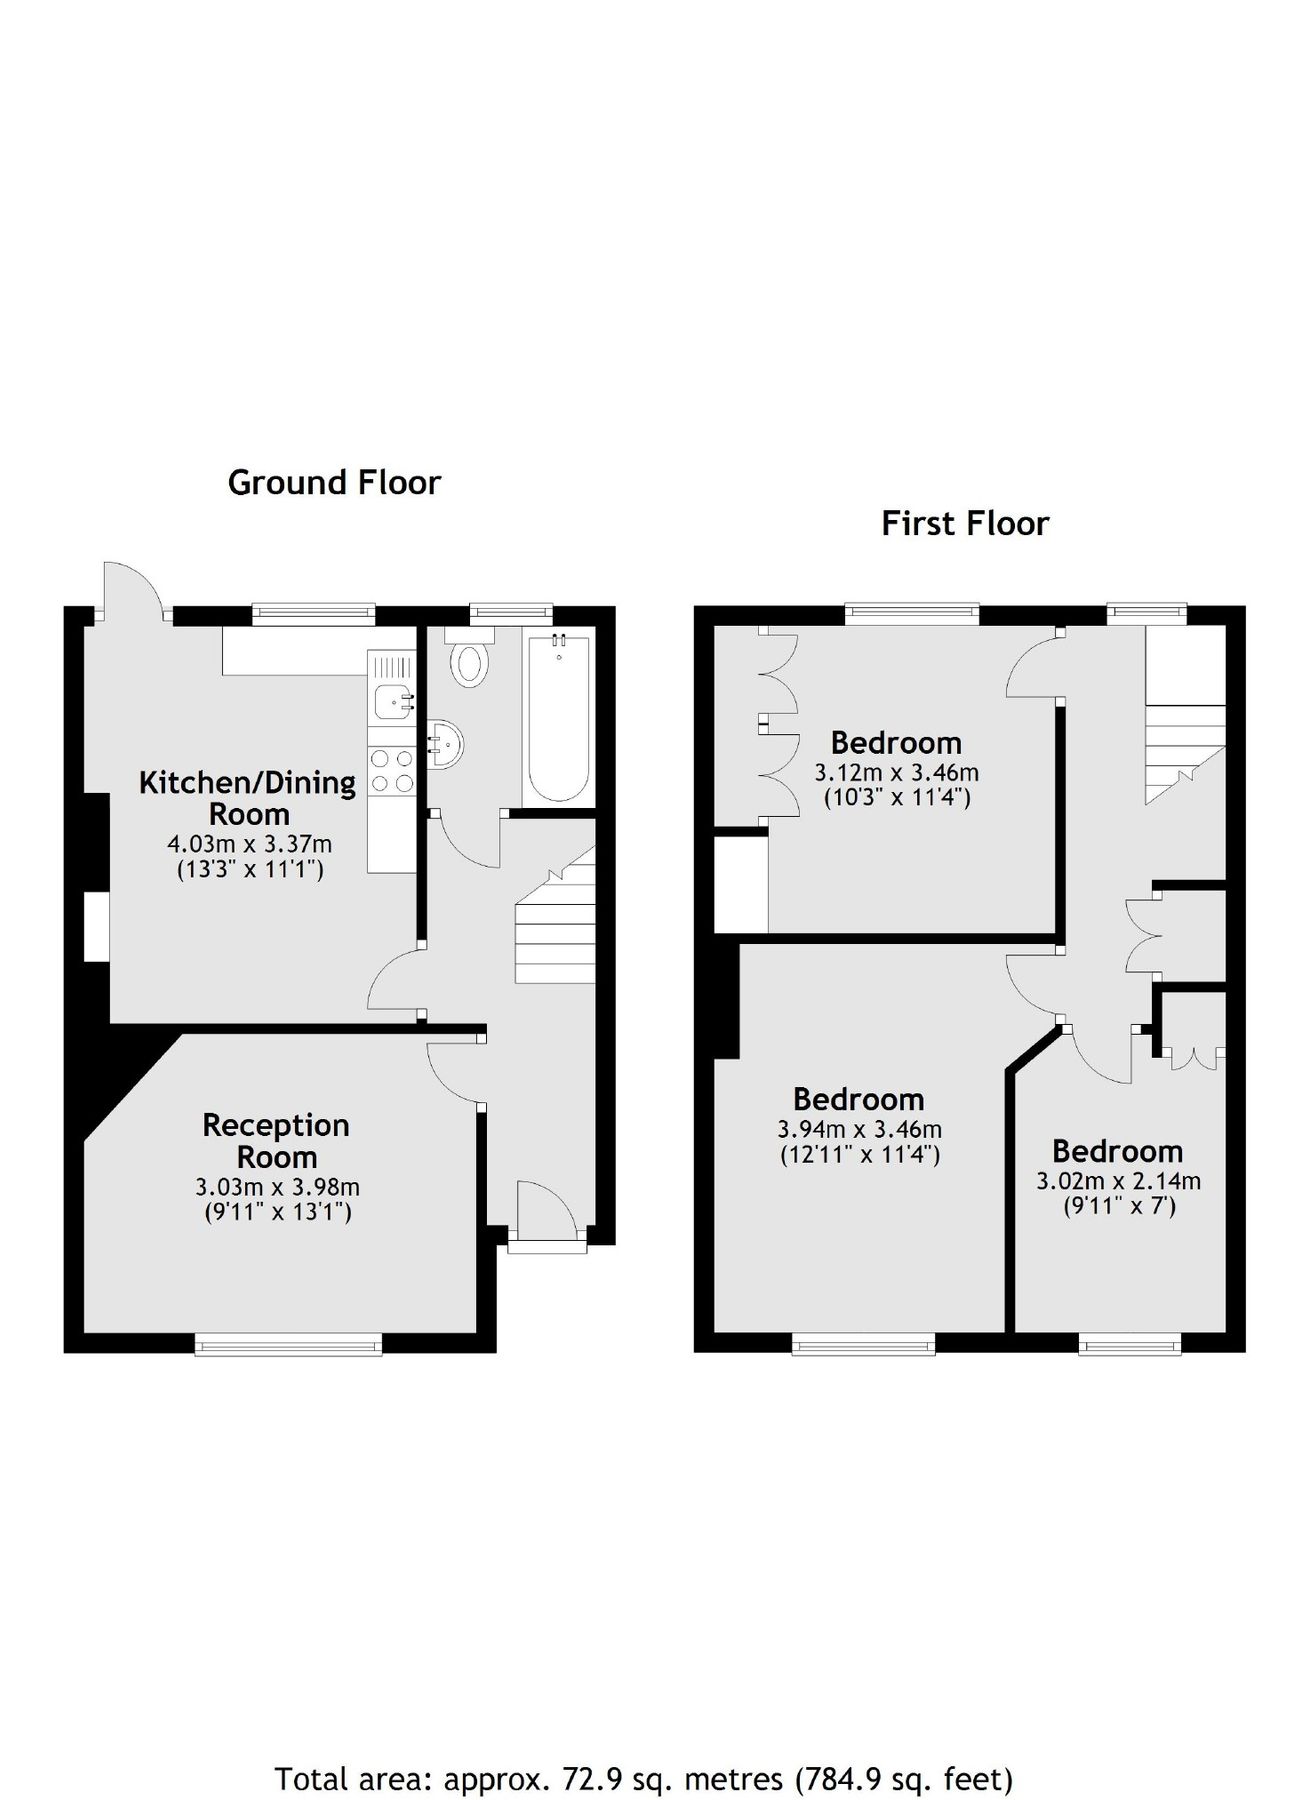 Ground Floor
First Floor
Kitchen/Dining
Room
4.03m x 3.37m
(13'3" x 11'1")
Reception
Room
3.03m x 3.98m
(9'11" x 13'1")
Bedroom
3.12m x 3.46m
(10'3" x 11'4")
Bedroom
3.94m x 3.46m
(12'11" x 11'4")
Bedroom
3.02m x 2.14m
(9'11" x 7')
Total area: approx. 72.9 sq. metres (784.9 sq. feet)